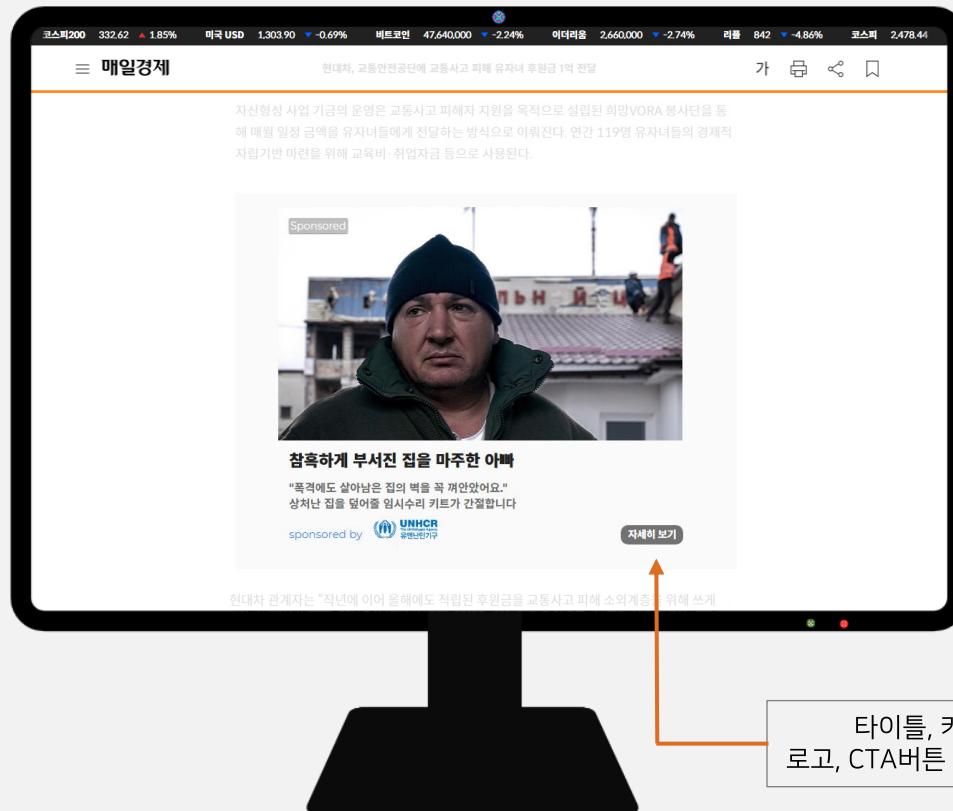 코스피200 332.62 ▲ 1.85% 미국 USD 1,303.90 ▼ -0.69% 비트코인 47,640,000 ▼ -2.24% 이더리움 2,660,000 ▼ -2.74% 리플 842 ▼ -4.86% 코스피 2,478.44
매일경제 현대차, 교통안전공단에 교통사고 피해 유자녀 후원금 1억 전달 가
자산형성 사업 기금의 운영은 교통사고 피해자 지원을 목적으로 설립된 희망VORA 봉사단을 통
해 매월 일정 금액을 유자녀들에게 전달하는 방식으로 이뤄진다. 연간 119명 유자녀들의 경제적
자립기반 마련을 위해 교육비·취업자금 등으로 사용된다.
Sponsored
참혹하게 부서진 집을 마주한 아빠
"폭격에도 살아남은 집의 벽을 꼭 껴안았어요."
상처난 집을 덮어줄 임시수리 키트가 간절합니다
sponsored by UNHCR
The UN Refugee Agency
유엔난민기구
자세히 보기
현대차 관계자는 "작년에 이어 올해에도 적립된 후원금을 교통사고 피해 소외계층을 위해 쓰게
타이틀,
로고, CTA버튼